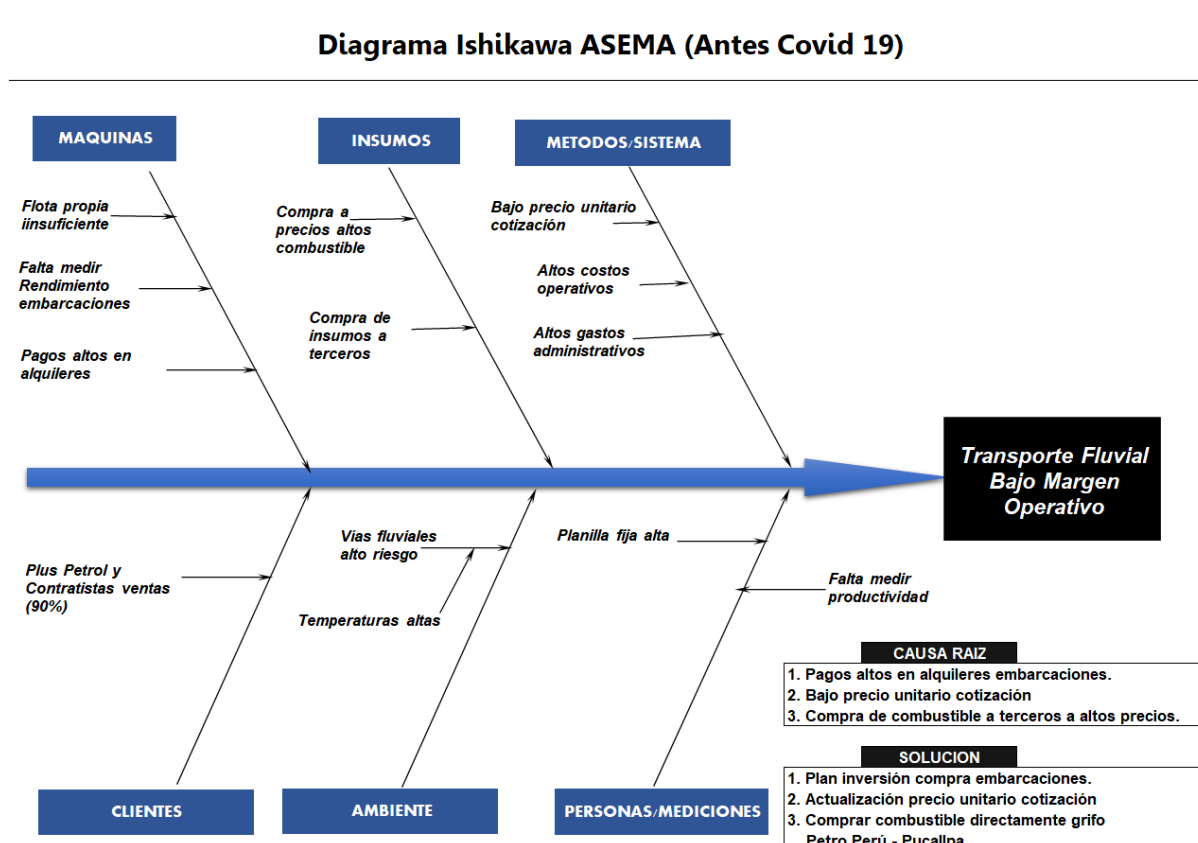 Diagrama Ishikawa ASEMA (Antes Covid 19)
MAQUINAS
INSUMOS
METODOS/SISTEMA
Flota propia
iinsuficiente
Falta medir
Rendimiento
embarcaciones
Pagos altos en
alquileres
Compra a
precios altos
combustible
Compra de
insumos a
terceros
Bajo precio unitario
cotización
Altos costos
operativos
Altos gastos
administrativos
Transporte Fluvial
Bajo Margen
Operativo
Plus Petrol y
Contratistas ventas
(90%)
Vias fluviales
alto riesgo
Temperaturas altas
Planilla fija alta
Falta medir
productividad
CLIENTES
AMBIENTE
PERSONAS/MEDICIONES
CAUSA RAIZ
1. Pagos altos en alquileres embarcaciones.
2. Bajo precio unitario cotización
3. Compra de combustible a terceros a altos precios.
SOLUCION
1. Plan inversión compra embarcaciones.
2. Actualización precio unitario cotización
3. Comprar combustible directamente grifo
Petro Perú - Pucallpa